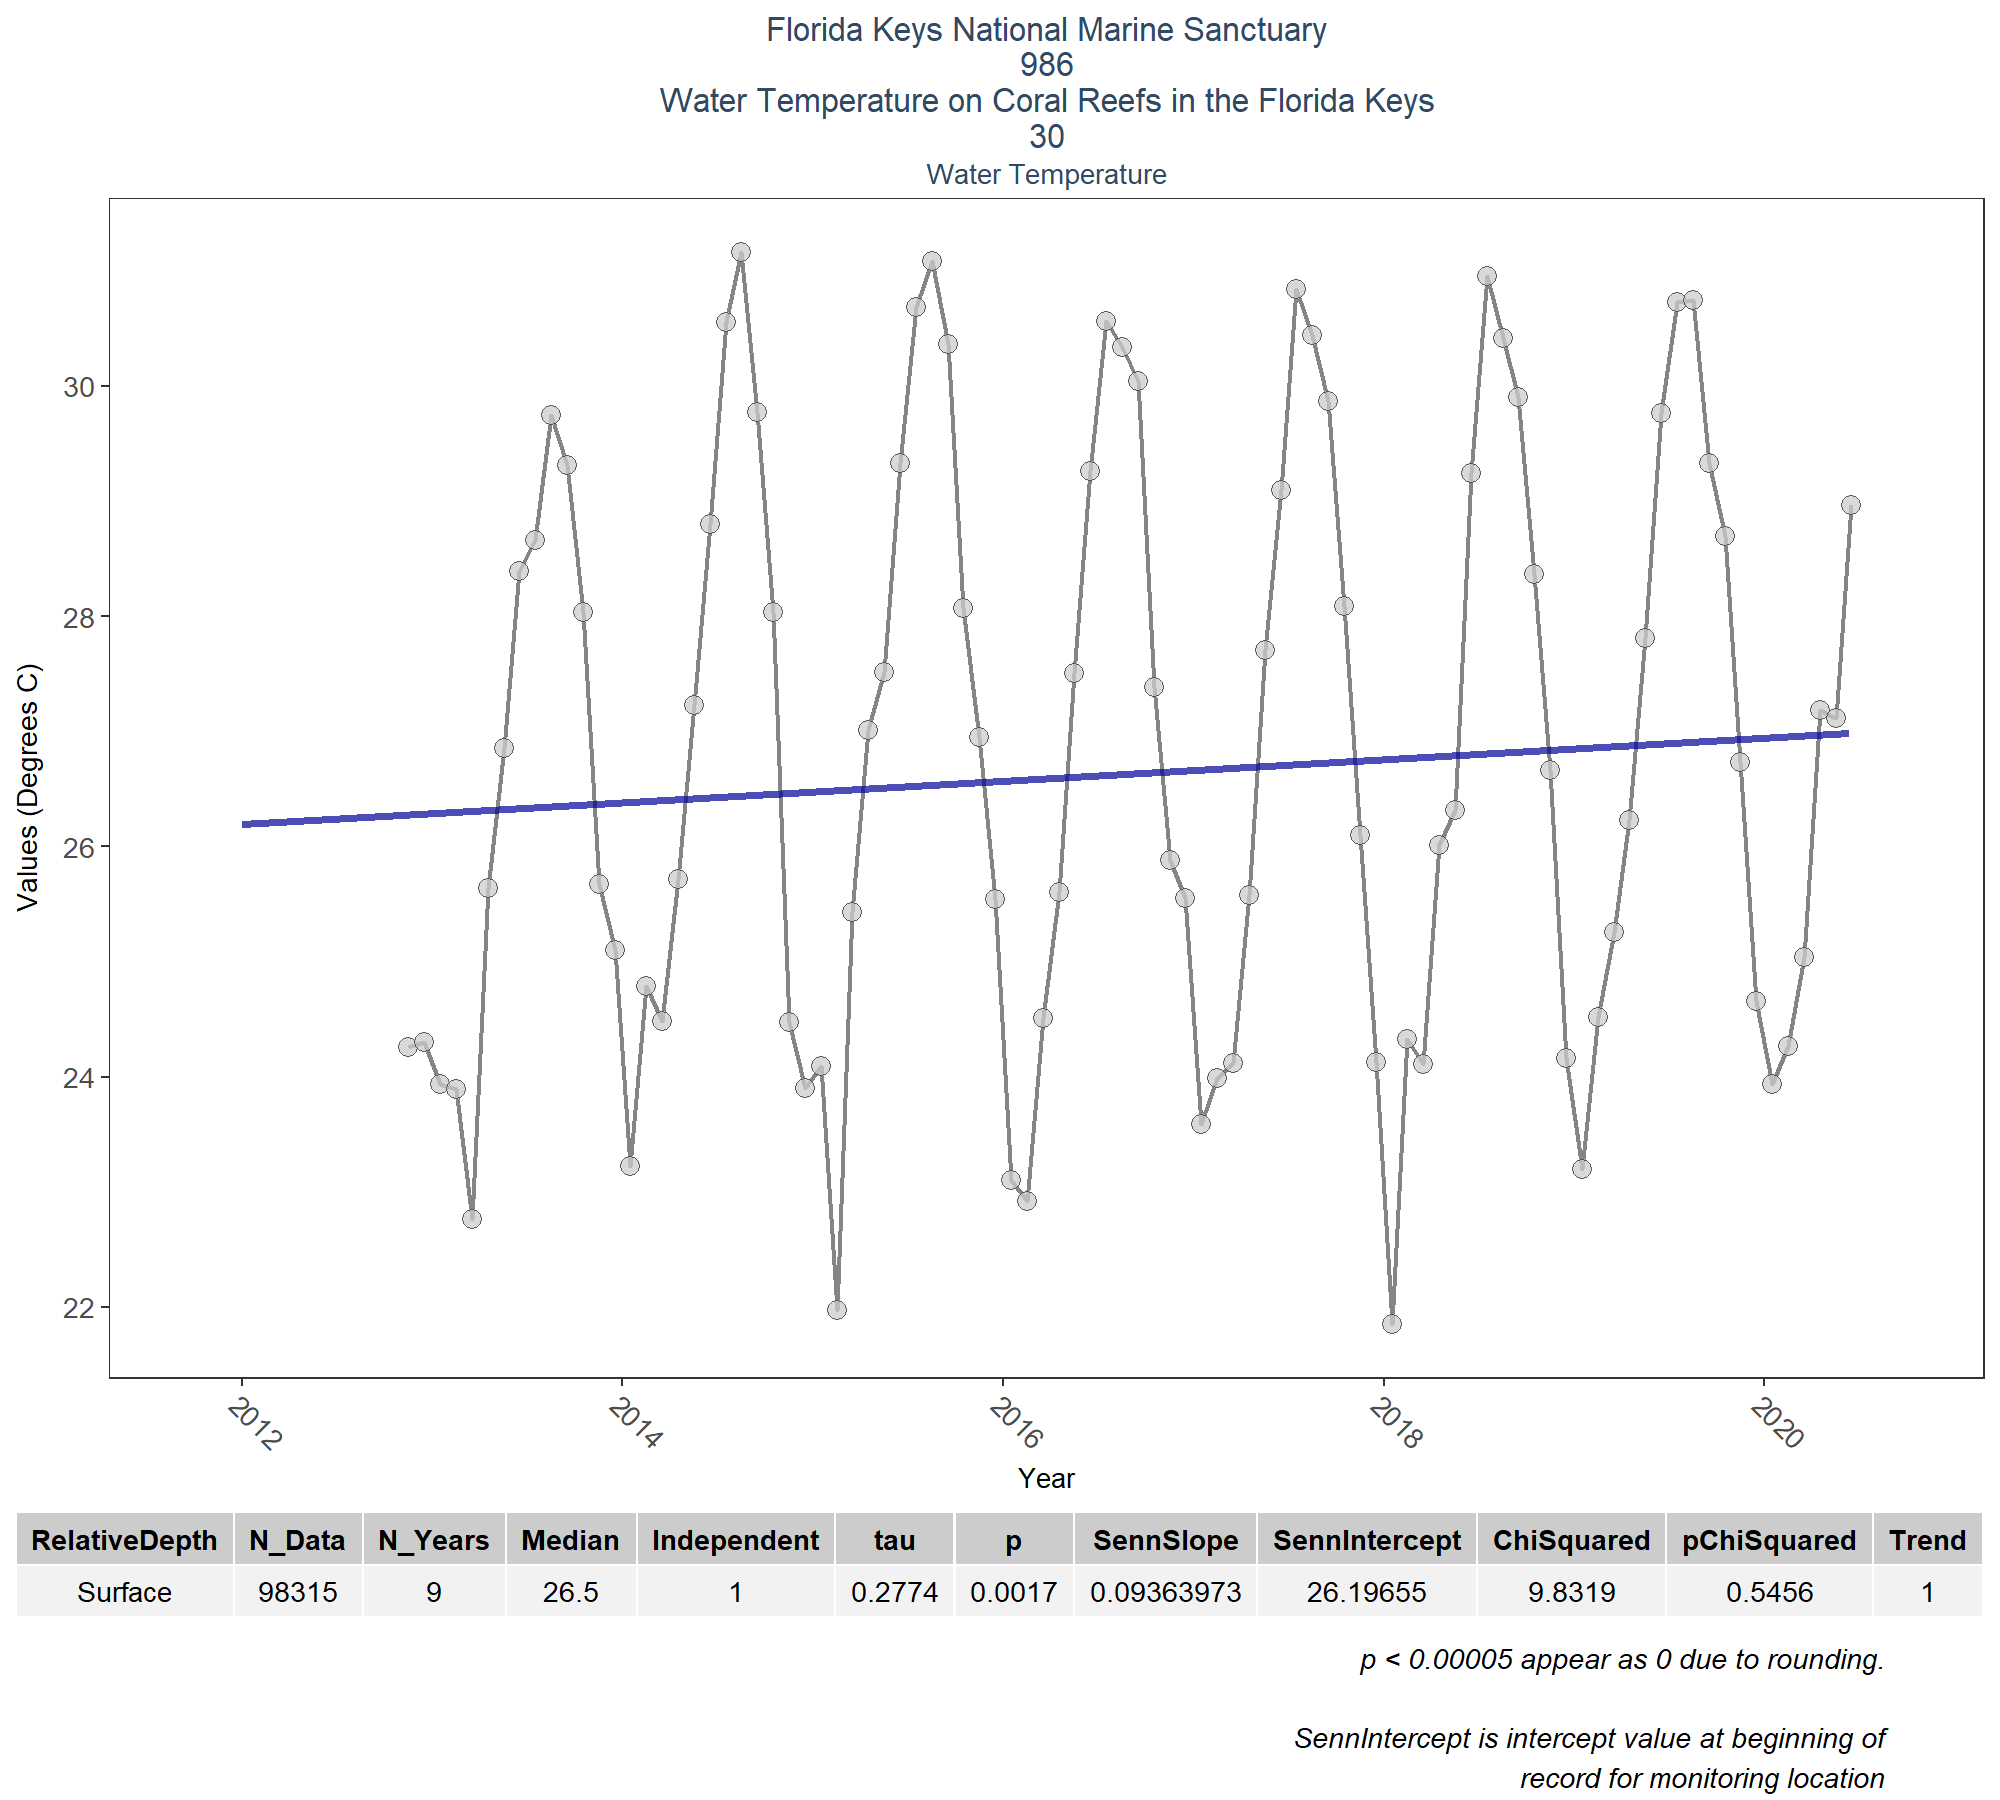 Florida Keys National Marine Sanctuary
986
Water Temperature on Coral Reefs in the Florida Keys
30
Water Temperature
30
28
26
24
22
Values (Degrees C)
2012 2014 2016 2018 2020
Year
RelativeDepth N_Data N_Years Median Independent tau p SennSlope SennIntercept ChiSquared pChiSquared Trend
Surface 98315 9 26.5 1 0.2774 0.0017 0.09363973 26.19655 9.8319 0.5456 1
p < 0.00005 appear as 0 due to rounding.
SennIntercept is intercept value at beginning of
record for monitoring location